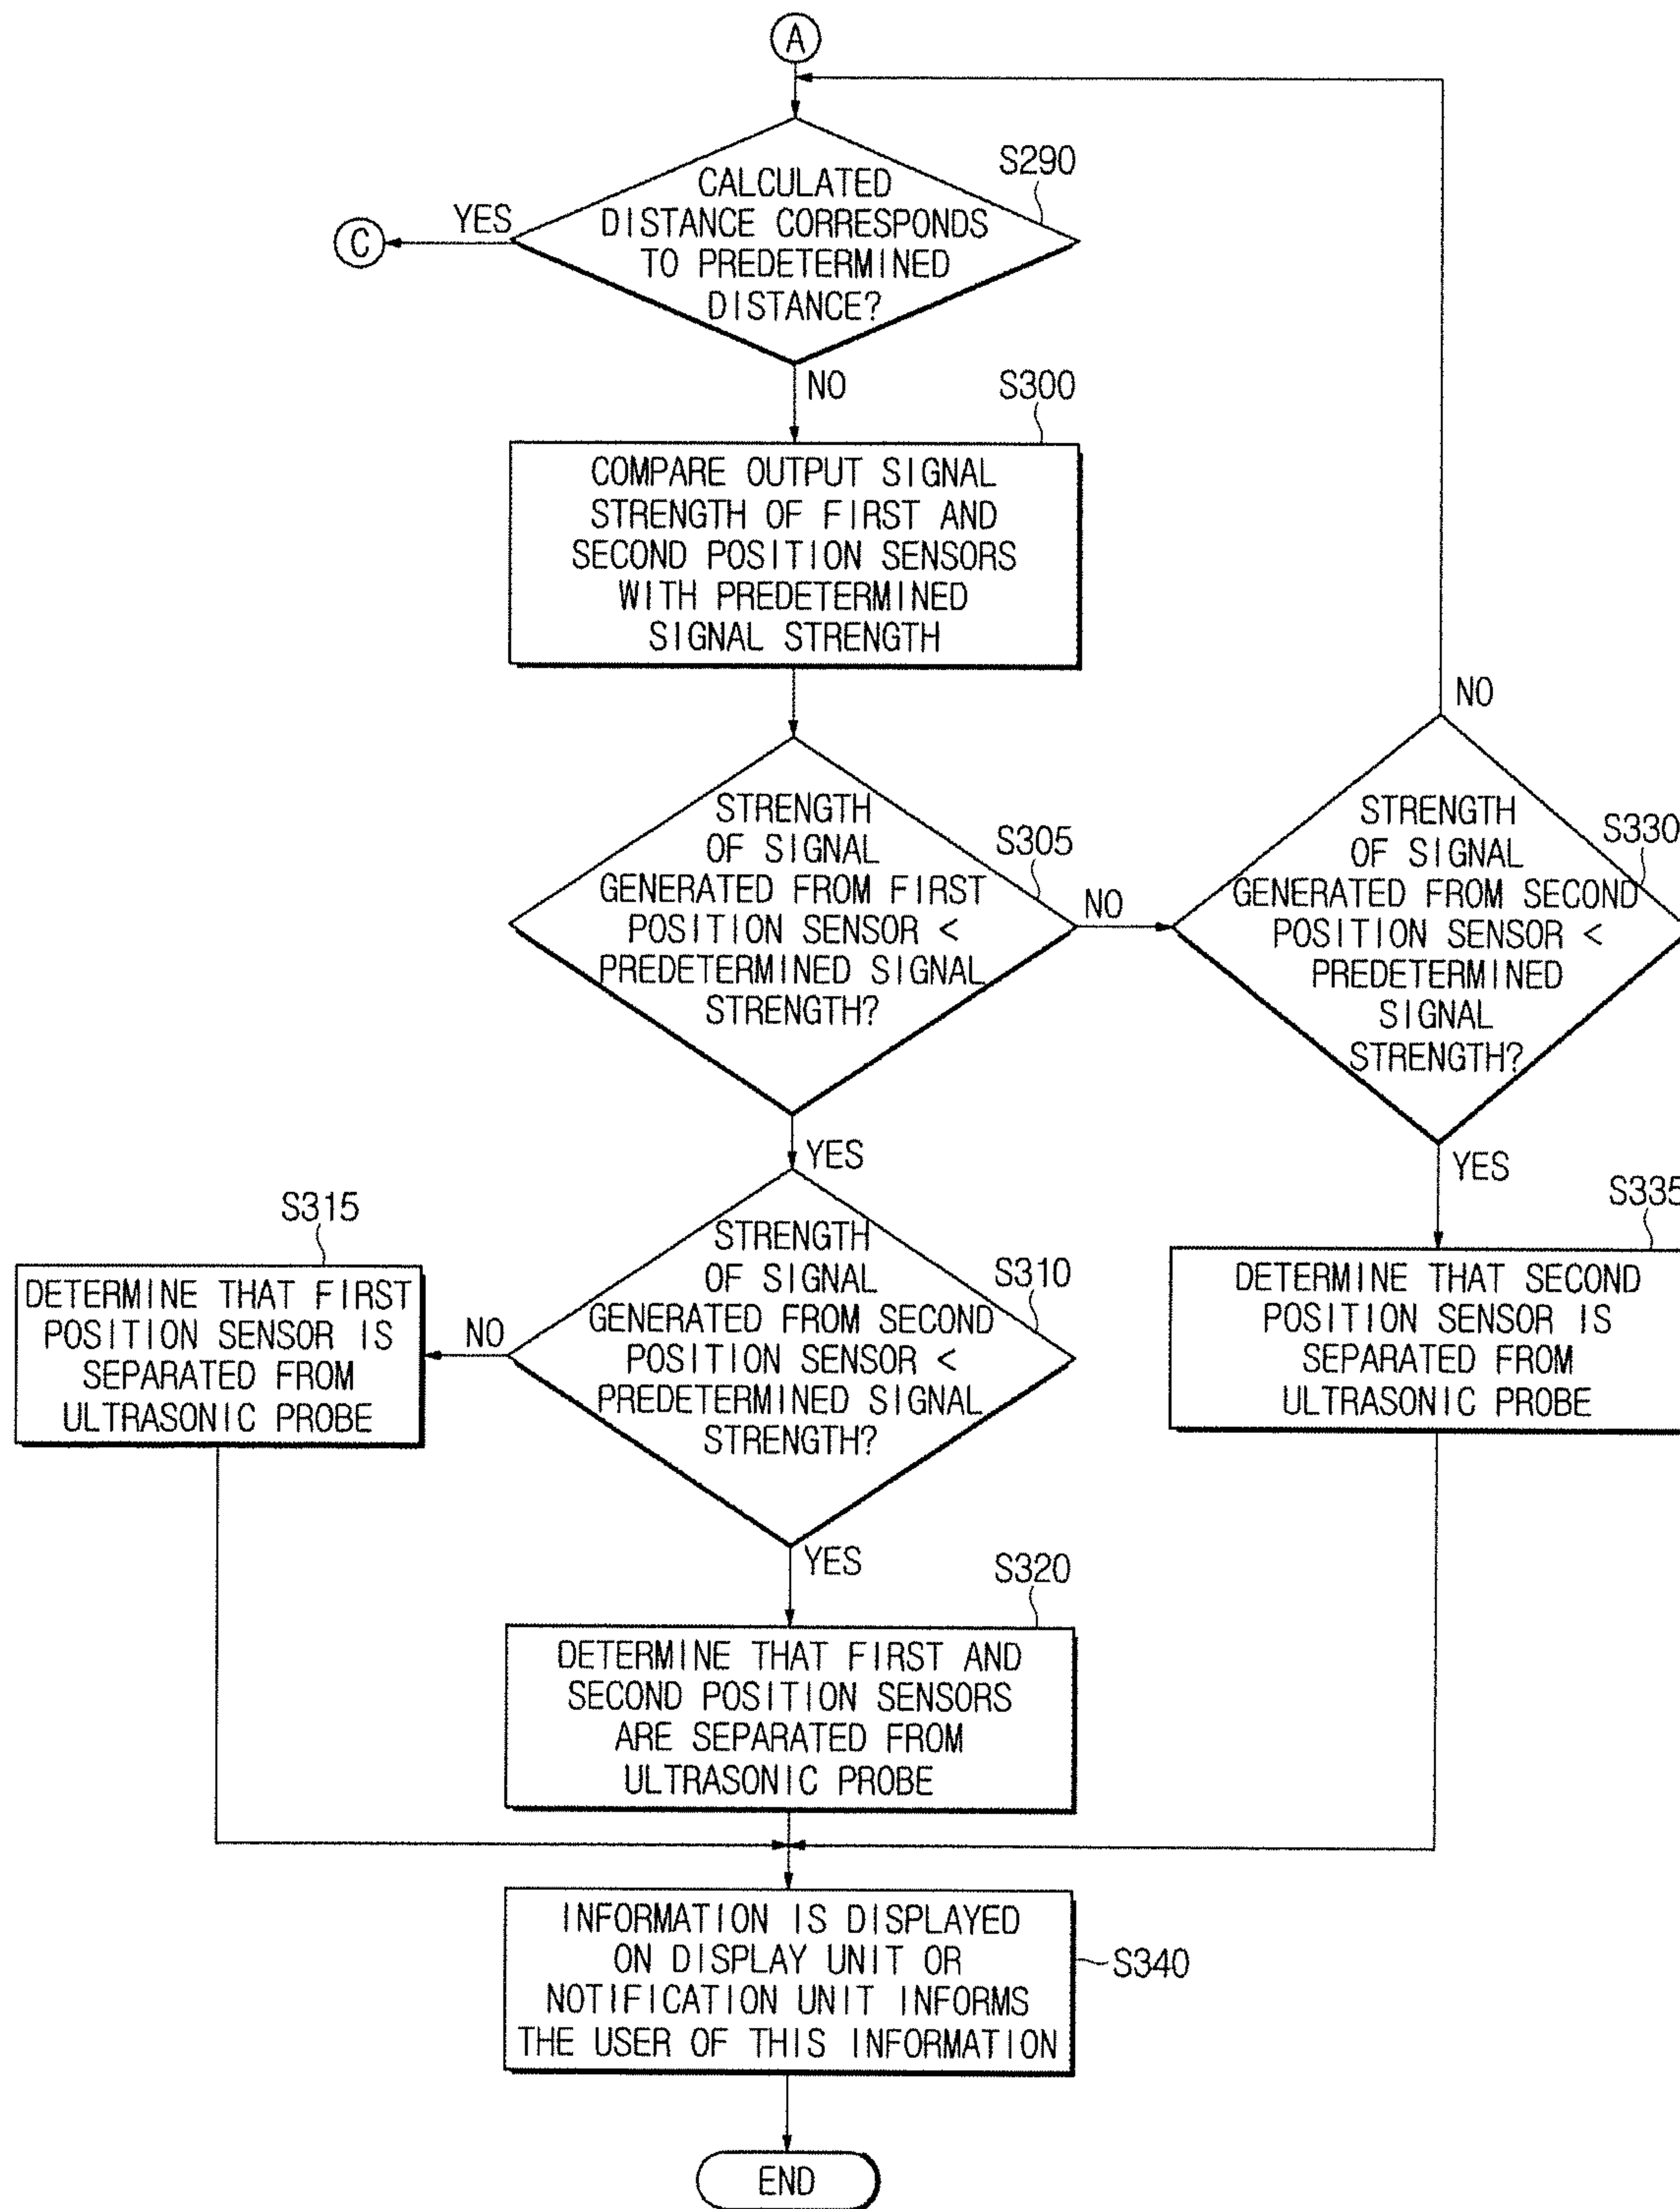 A
S290
CALCULATED
DISTANCE CORRESPONDS
TO PREDETERMINED
DISTANCE?
YES
C
NO
S300
COMPARE OUTPUT SIGNAL
STRENGTH OF FIRST AND
SECOND POSITION SENSORS
WITH PREDETERMINED
SIGNAL STRENGTH
NO
S305
STRENGTH
OF SIGNAL
GENERATED FROM FIRST
POSITION SENSOR <
PREDETERMINED SIGNAL
STRENGTH?
NO
S330
STRENGTH
OF SIGNAL
GENERATED FROM SECOND
POSITION SENSOR <
PREDETERMINED
SIGNAL
STRENGTH?
YES
YES
S315
DETERMINE THAT FIRST
POSITION SENSOR IS
SEPARATED FROM
ULTRASONIC PROBE
NO
S310
STRENGTH
OF SIGNAL
GENERATED FROM SECOND
POSITION SENSOR <
PREDETERMINED SIGNAL
STRENGTH?
S335
DETERMINE THAT SECOND
POSITION SENSOR IS
SEPARATED FROM
ULTRASONIC PROBE
YES
S320
DETERMINE THAT FIRST AND
SECOND POSITION SENSORS
ARE SEPARATED FROM
ULTRASONIC PROBE
INFORMATION IS DISPLAYED
ON DISPLAY UNIT OR
NOTIFICATION UNIT INFORMS
THE USER OF THIS INFORMATION
S340
END